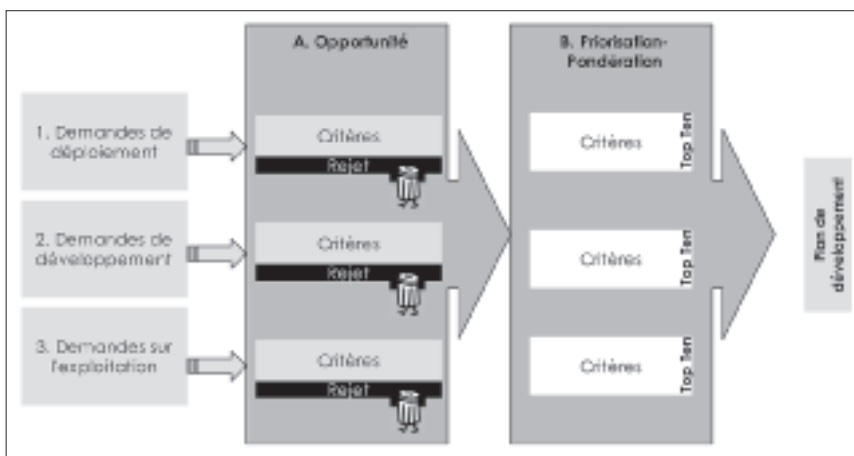 A. Opportunité
B. Priorisation-
Pondération
1. Demandes de
déploiement
Critères
Rejet
Critères
Top Ten
2. Demandes de
développement
Critères
Rejet
Critères
Top Ten
3. Demandes sur
l'exploitation
Critères
Rejet
Critères
Top Ten
Plan de
développement